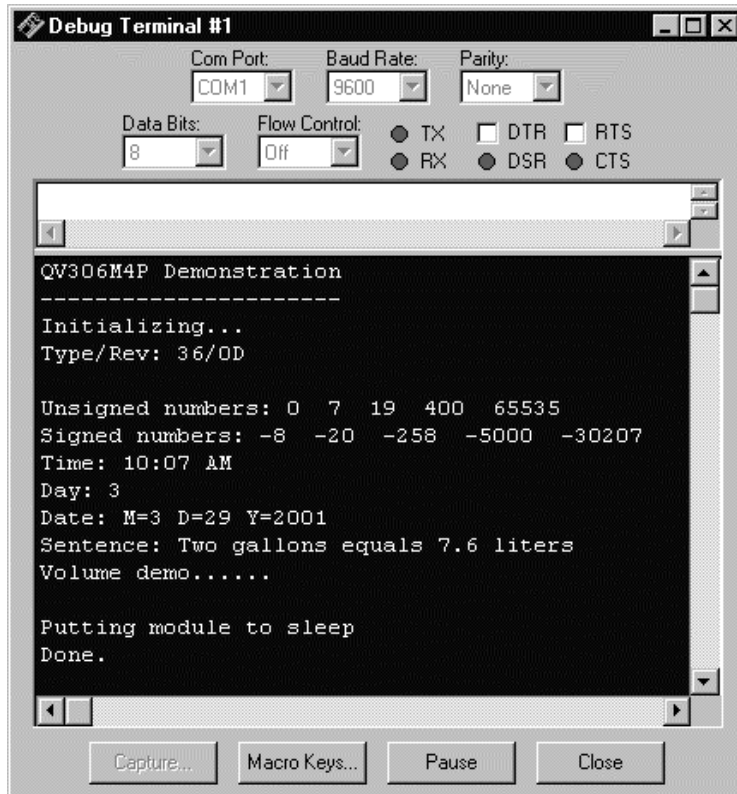 Debug Terminal #1
Com Port: Baud Rate: Parity:
COM1 9600 None
Data Bits: Flow Control: TX DTR RTS
8 Off RX DSR CTS
QV306M4P Demonstration
----------------------
Initializing...
Type/Rev: 36/0D
Unsigned numbers: 0 7 19 400 65535
Signed numbers: -8 -20 -258 -5000 -30207
Time: 10:07 AM
Day: 3
Date: M=3 D=29 Y=2001
Sentence: Two gallons equals 7.6 liters
Volume demo......
Putting module to sleep
Done.
Capture... Macro Keys... Pause Close